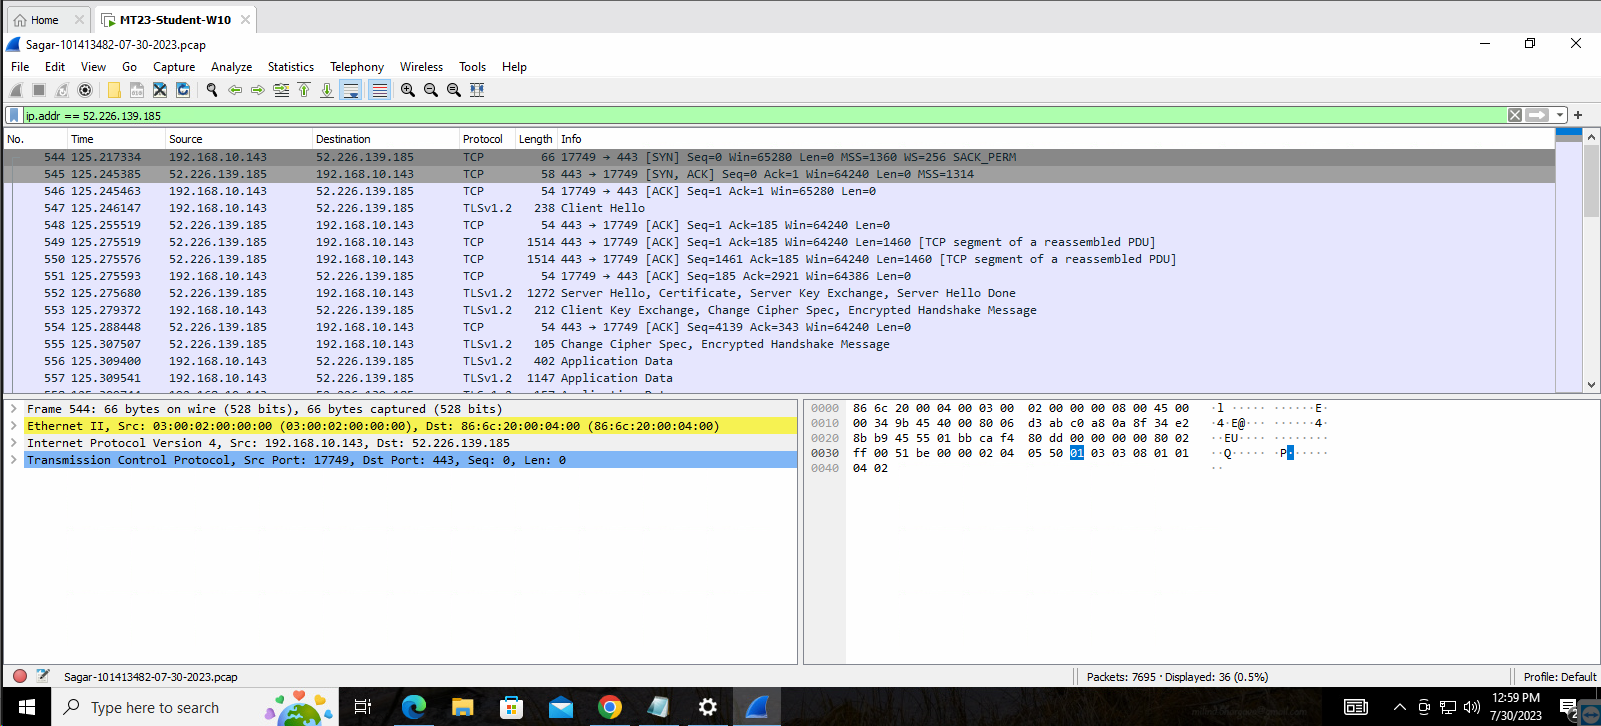 Home
MT23-Student-W10
Sagar-101413482-07-30-2023.pcap
File Edit View Go Capture Analyze Statistics Telephony Wireless Tools Help
ip.addr == 52.226.139.185
No. Time Source Destination Protocol Length Info
544 125.217334 192.168.10.143 52.226.139.185 TCP 66 17749 → 443 [SYN] Seq=0 Win=65280 Len=0 MSS=1360 WS=256 SACK_PERM
545 125.245385 52.226.139.185 192.168.10.143 TCP 58 443 → 17749 [SYN, ACK] Seq=0 Ack=1 Win=64240 Len=0 MSS=1314
546 125.245463 192.168.10.143 52.226.139.185 TCP 54 17749 → 443 [ACK] Seq=1 Ack=1 Win=65280 Len=0
547 125.246147 192.168.10.143 52.226.139.185 TLSv1.2 238 Client Hello
548 125.255519 52.226.139.185 192.168.10.143 TCP 54 443 → 17749 [ACK] Seq=1 Ack=185 Win=64240 Len=0
549 125.275519 52.226.139.185 192.168.10.143 TCP 1514 443 → 17749 [ACK] Seq=1 Ack=185 Win=64240 Len=1460 [TCP segment of a reassembled PDU]
550 125.275576 52.226.139.185 192.168.10.143 TCP 1514 443 → 17749 [ACK] Seq=1461 Ack=185 Win=64240 Len=1460 [TCP segment of a reassembled PDU]
551 125.275593 192.168.10.143 52.226.139.185 TCP 54 17749 → 443 [ACK] Seq=185 Ack=2921 Win=64386 Len=0
552 125.275680 52.226.139.185 192.168.10.143 TLSv1.2 1272 Server Hello, Certificate, Server Key Exchange, Server Hello Done
553 125.279372 192.168.10.143 52.226.139.185 TLSv1.2 212 Client Key Exchange, Change Cipher Spec, Encrypted Handshake Message
554 125.288448 52.226.139.185 192.168.10.143 TCP 54 443 → 17749 [ACK] Seq=4139 Ack=343 Win=64240 Len=0
555 125.307507 52.226.139.185 192.168.10.143 TLSv1.2 105 Change Cipher Spec, Encrypted Handshake Message
556 125.309400 192.168.10.143 52.226.139.185 TLSv1.2 402 Application Data
557 125.309541 192.168.10.143 52.226.139.185 TLSv1.2 1147 Application Data
Frame 544: 66 bytes on wire (528 bits), 66 bytes captured (528 bits)
Ethernet II, Src: 03:00:02:00:00:00 (03:00:02:00:00:00), Dst: 86:6c:20:00:04:00 (86:6c:20:00:04:00)
Internet Protocol Version 4, Src: 192.168.10.143, Dst: 52.226.139.185
Transmission Control Protocol, Src Port: 17749, Dst Port: 443, Seq: 0, Len: 0
0000 86 6c 20 00 04 00 03 00 02 00 00 00 08 00 45 00 ·l ····· ······E·
0010 00 34 9b 45 40 00 80 06 d3 ab c0 a8 0a 8f 34 e2 ·4·E@··· ······4·
0020 8b b9 45 55 01 bb ca f4 80 dd 00 00 00 00 80 02 ··EU···· ········
0030 ff 00 51 be 00 00 02 04 05 50 01 03 03 08 01 01 ··Q····· ·P······
0040 04 02 ··
Sagar-101413482-07-30-2023.pcap
Packets: 7695 · Displayed: 36 (0.5%)
Profile: Default
Type here to search
12:59 PM
7/30/2023
2